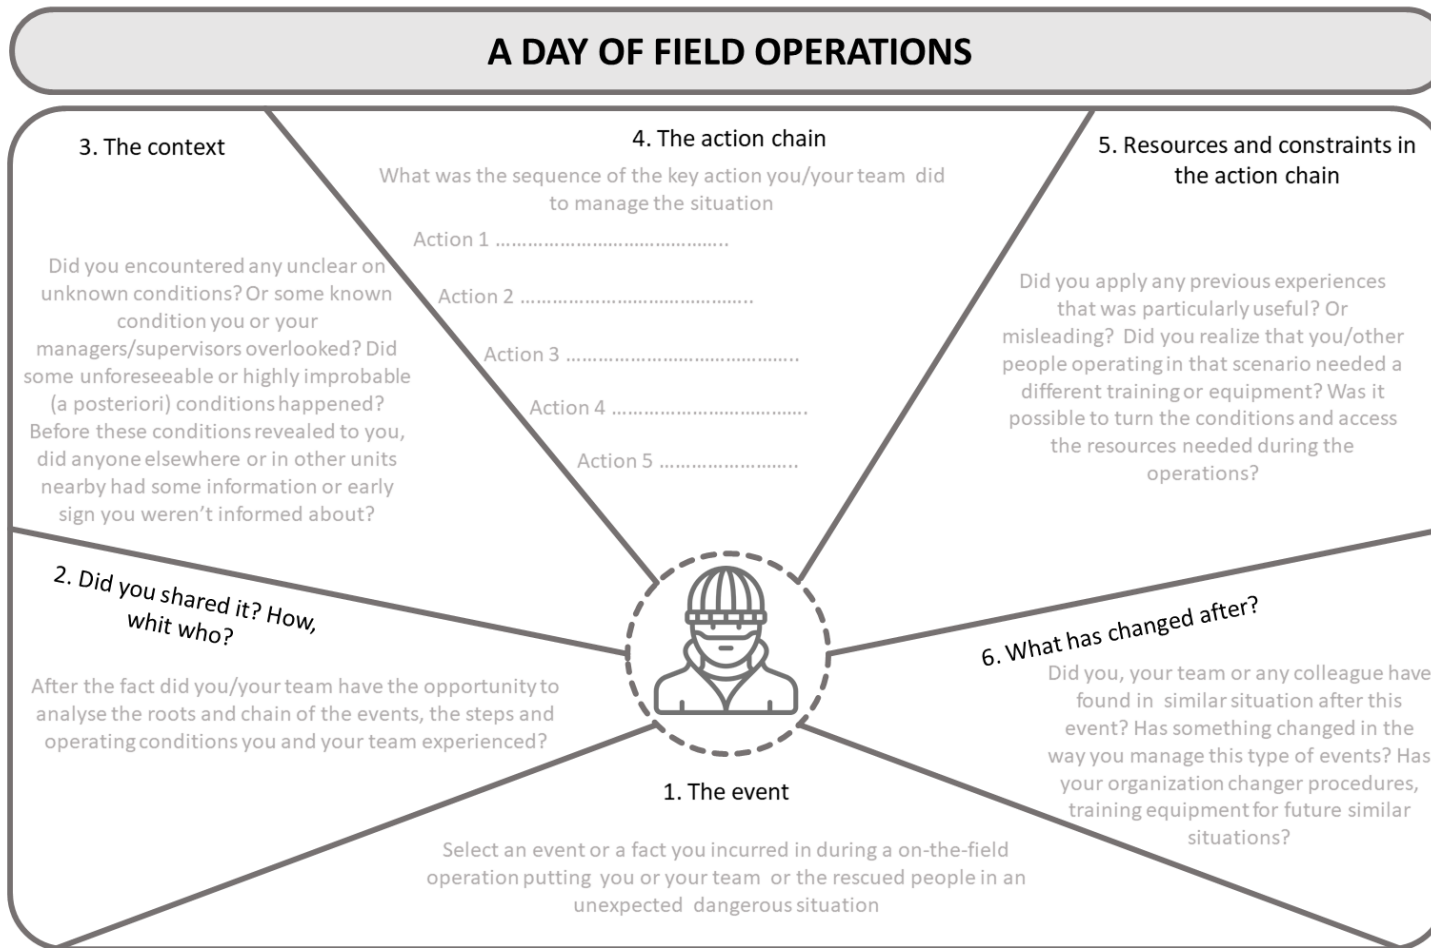 A DAY OF FIELD OPERATIONS
3. The context
Did you encountered any unclear on
unknown conditions? Or some known
condition you or your
managers/supervisors overlooked? Did
some unforeseeable or highly improbable
(a posteriori) conditions happened?
Before these conditions revealed to you,
did anyone elsewhere or in other units
nearby had some information or early
sign you weren't informed about?
4. The action chain
What was the sequence of the key action you/your team did
to manage the situation
Action 1 ……………………………………..
Action 2 ……………………………………..
Action 3 ……………………………………..
Action 4 ……………………………….
Action 5 ……………………..
5. Resources and constraints in
the action chain
Did you apply any previous experiences
that was particularly useful? Or
misleading? Did you realize that you/other
people operating in that scenario needed a
different training or equipment? Was it
possible to turn the conditions and access
the resources needed during the
operations?
2. Did you shared it? How,
whit who?
After the fact did you/your team have the opportunity to
analyse the roots and chain of the events, the steps and
operating conditions you and your team experienced?
1. The event
Select an event or a fact you incurred in during a on-the-field
operation putting you or your team or the rescued people in an
unexpected dangerous situation
6. What has changed after?
Did you, your team or any colleague have
found in similar situation after this
event? Has something changed in the
way you manage this type of events? Has
your organization changer procedures,
training equipment for future similar
situations?